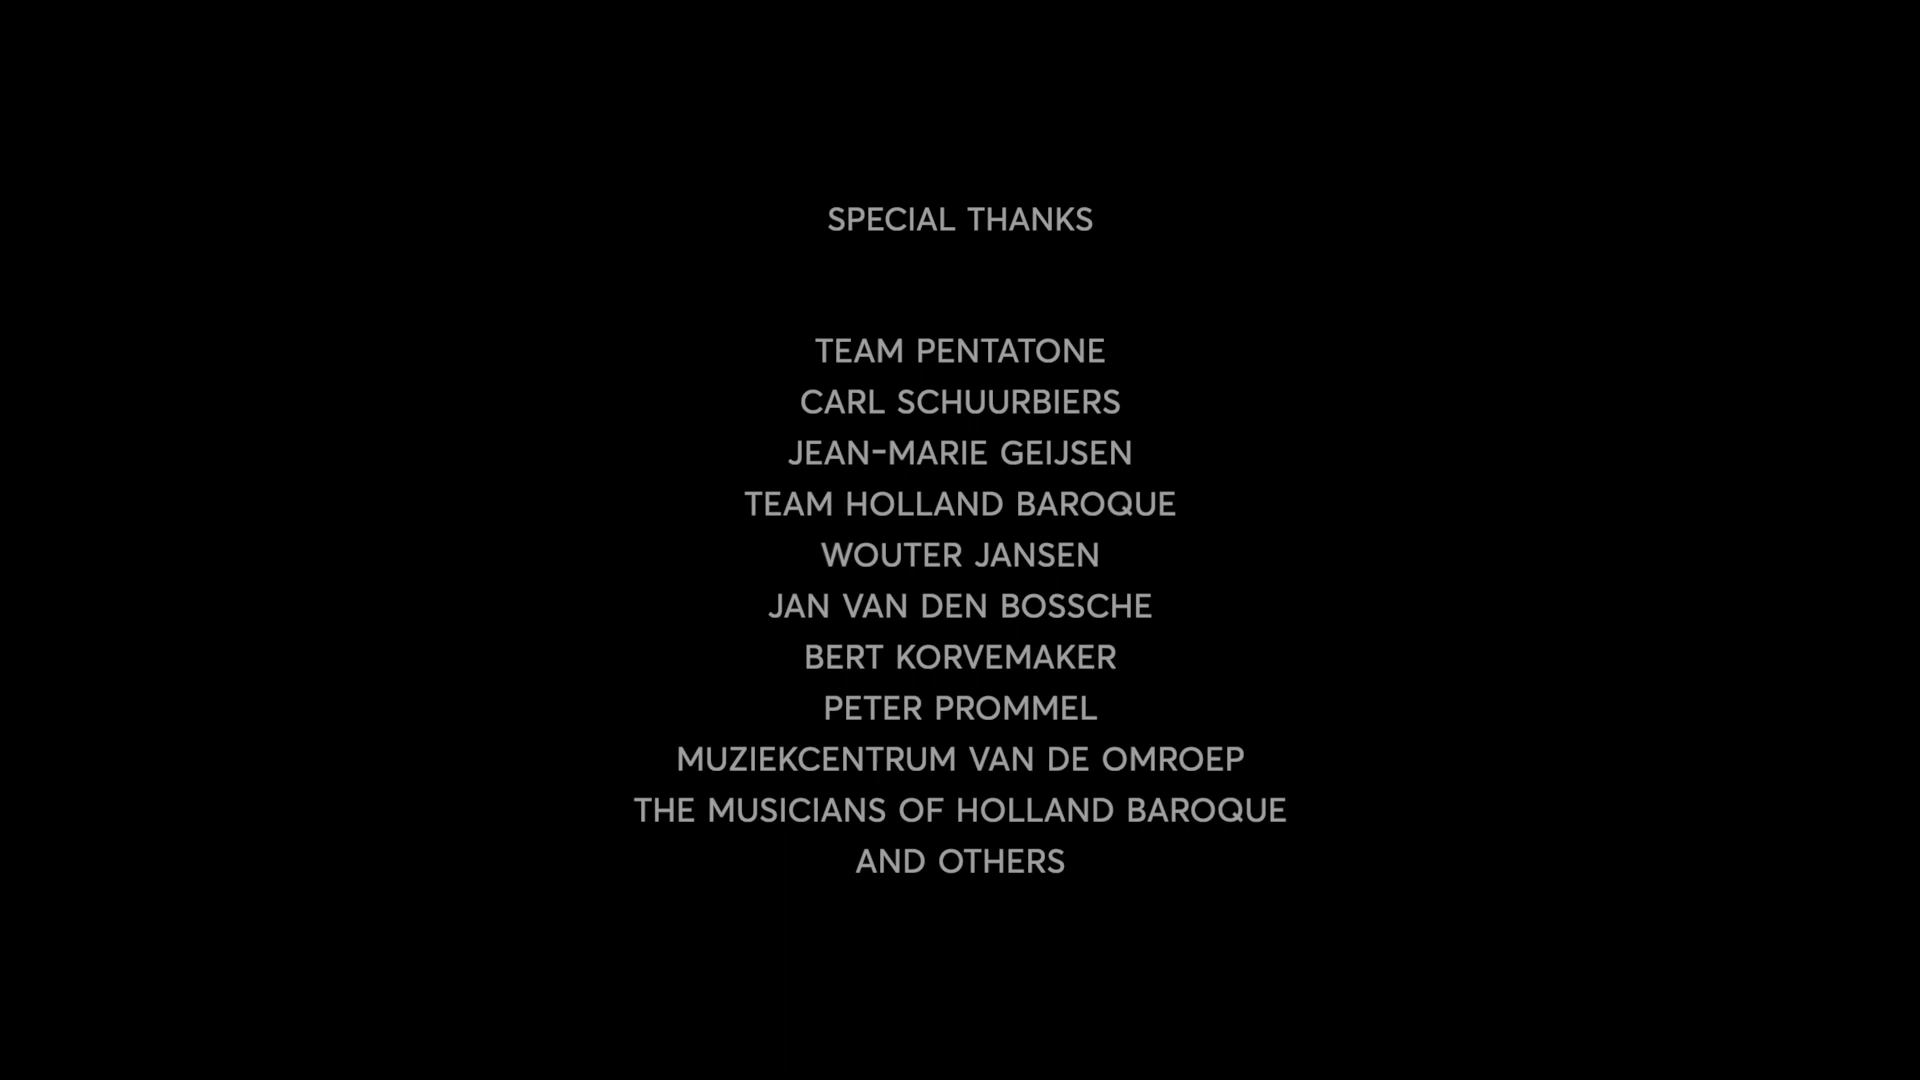 SPECIAL THANKS
TEAM PENTATONE
CARL SCHUURBIERS
JEAN-MARIE GEIJSEN
TEAM HOLLAND BAROQUE
WOUTER JANSEN
JAN VAN DEN BOSSCHE
BERT KORVEMAKER
PETER PROMMEL
MUZIEKCENTRUM VAN DE OMROEP
THE MUSICIANS OF HOLLAND BAROQUE
AND OTHERS